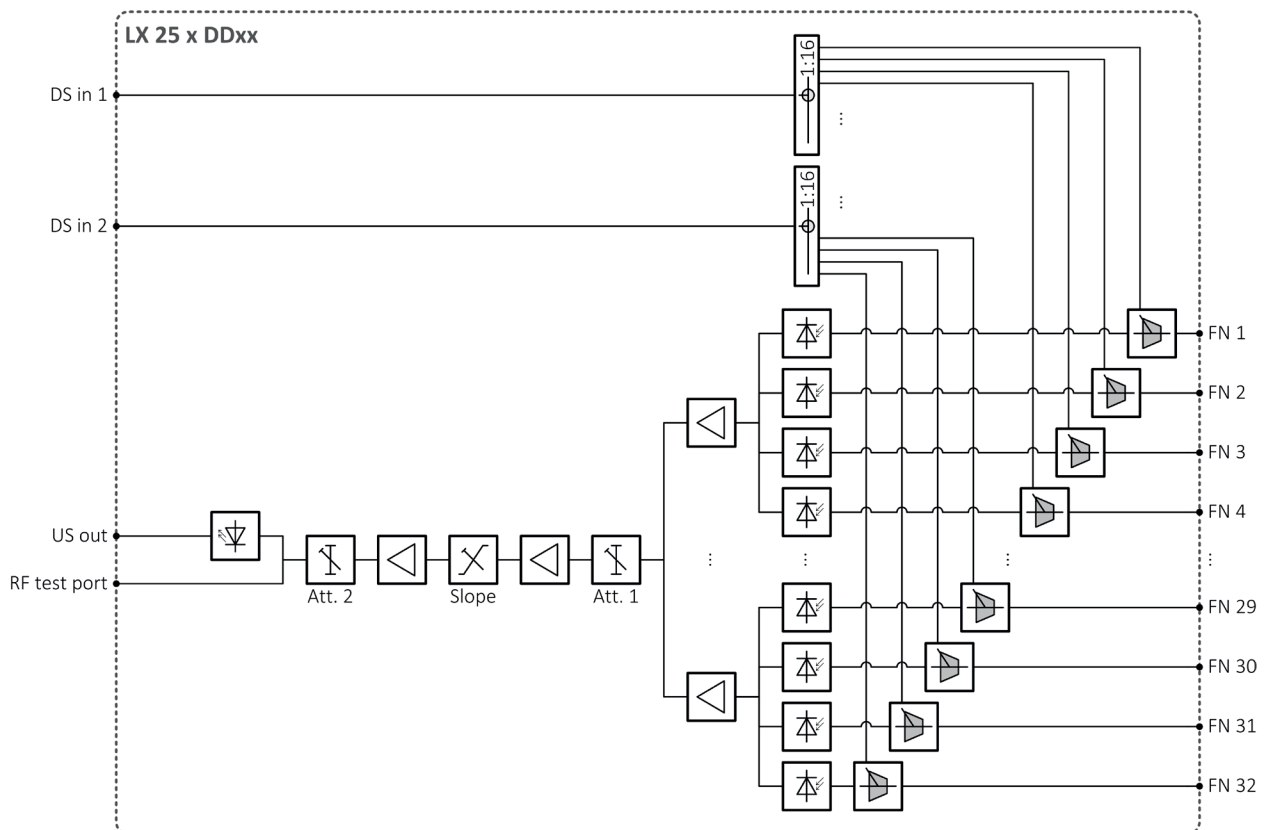 LX 25 x DDxx
1:16
DS in 1
...
1:16
...
DS in 2
FN 1
FN 2
FN 3
FN 4
US out
... ... ...
RF test port
Att. 2
Slope
Att. 1
FN 29
FN 30
FN 31
FN 32